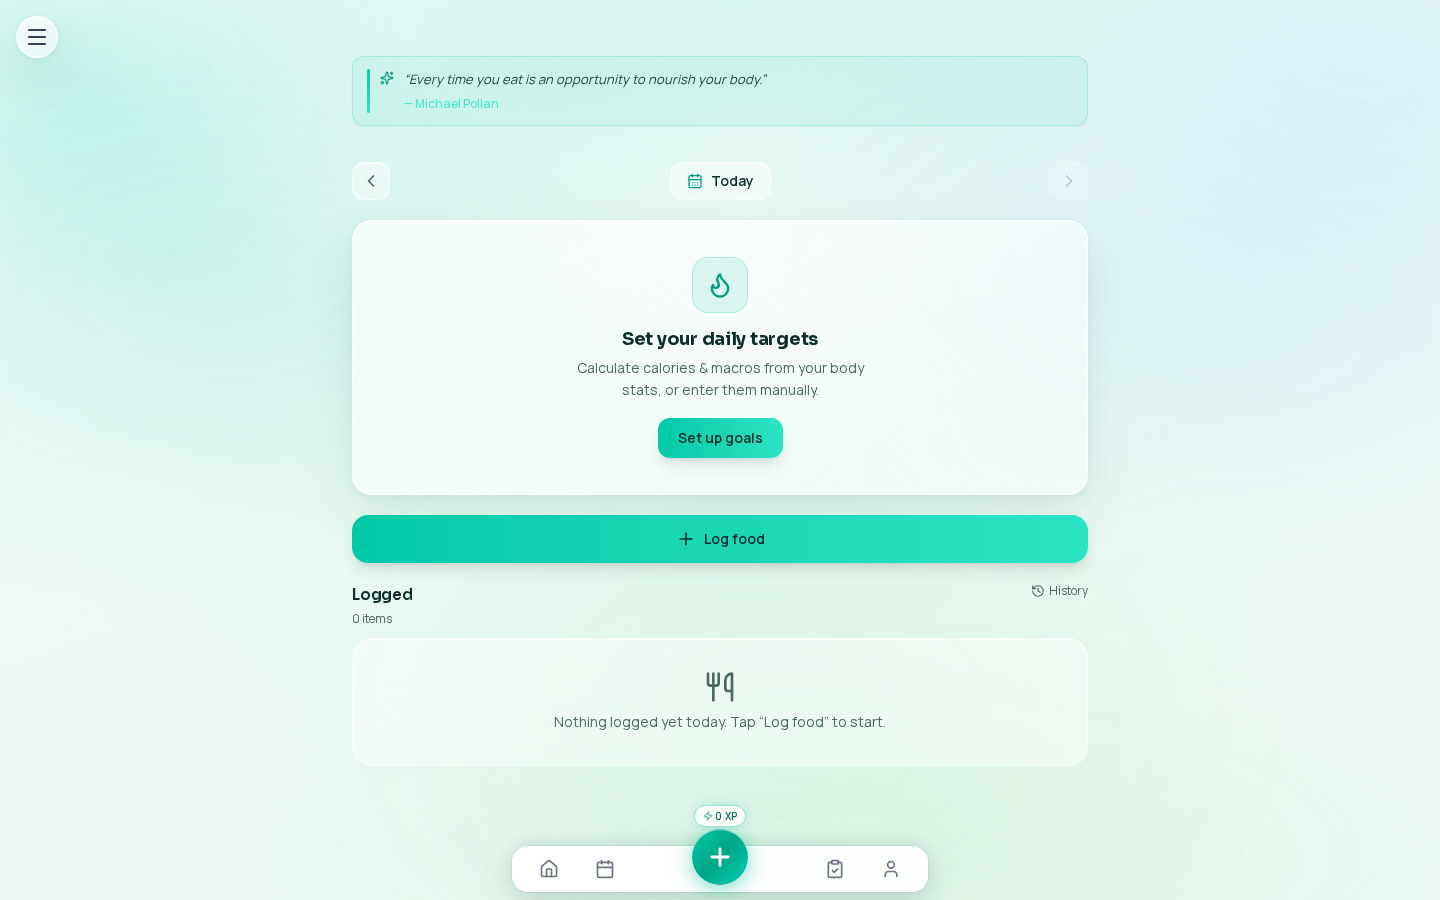 “Every time you eat is an opportunity to nourish your body.”
— Michael Pollan
Today
Set your daily targets
Calculate calories & macros from your body
stats, or enter them manually.
Set up goals
Log food
Logged
History
0 items
Nothing logged yet today. Tap “Log food” to start.
0 XP